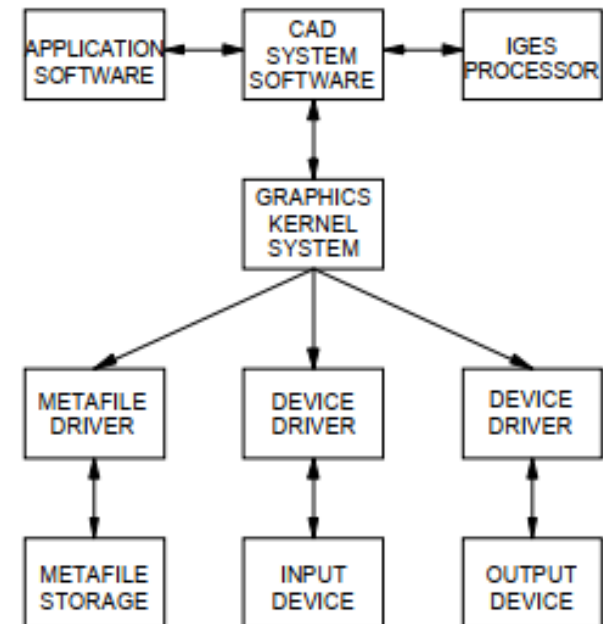 APPLICATION
SOFTWARE
CAD
SYSTEM
SOFTWARE
IGES
PROCESSOR
GRAPHICS
KERNEL
SYSTEM
METAFILE
DRIVER
DEVICE
DRIVER
DEVICE
DRIVER
METAFILE
STORAGE
INPUT
DEVICE
OUTPUT
DEVICE